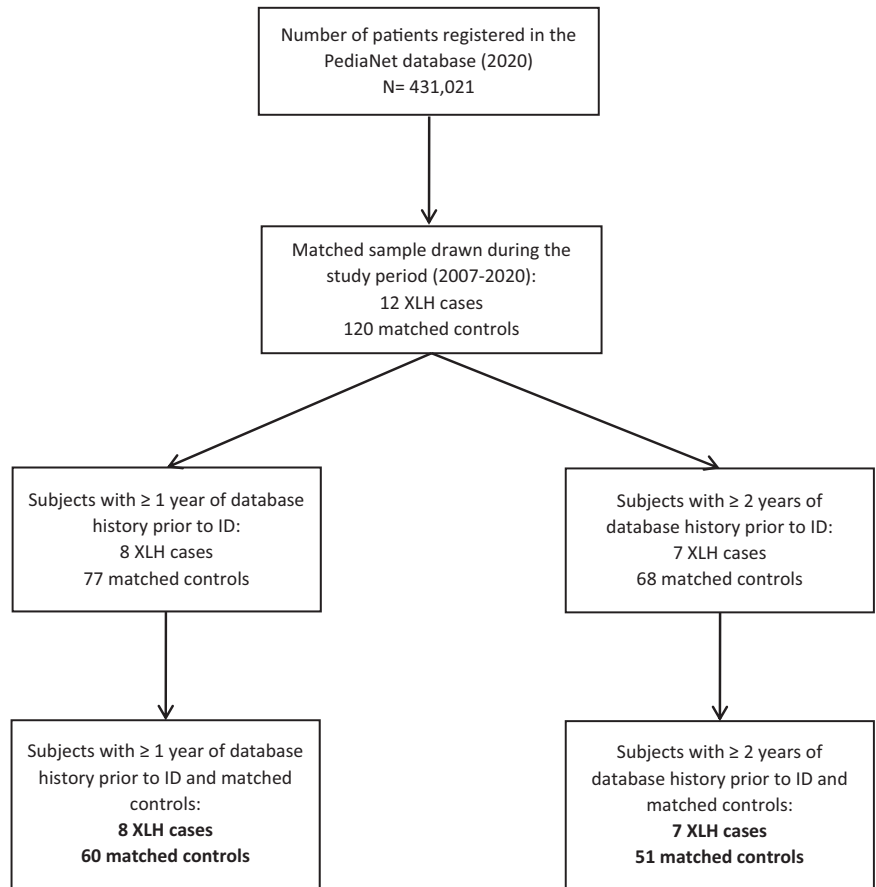 Number of patients registered in the
PediaNet database (2020)
N= 431,021
Matched sample drawn during the
study period (2007-2020):
12 XLH cases
120 matched controls
Subjects with ≥ 1 year of database
history prior to ID:
8 XLH cases
77 matched controls
Subjects with ≥ 2 years of
database history prior to ID:
7 XLH cases
68 matched controls
Subjects with ≥ 1 year of database
history prior to ID and matched
controls:
8 XLH cases
60 matched controls
Subjects with ≥ 2 years of
database history prior to ID and
matched controls:
7 XLH cases
51 matched controls